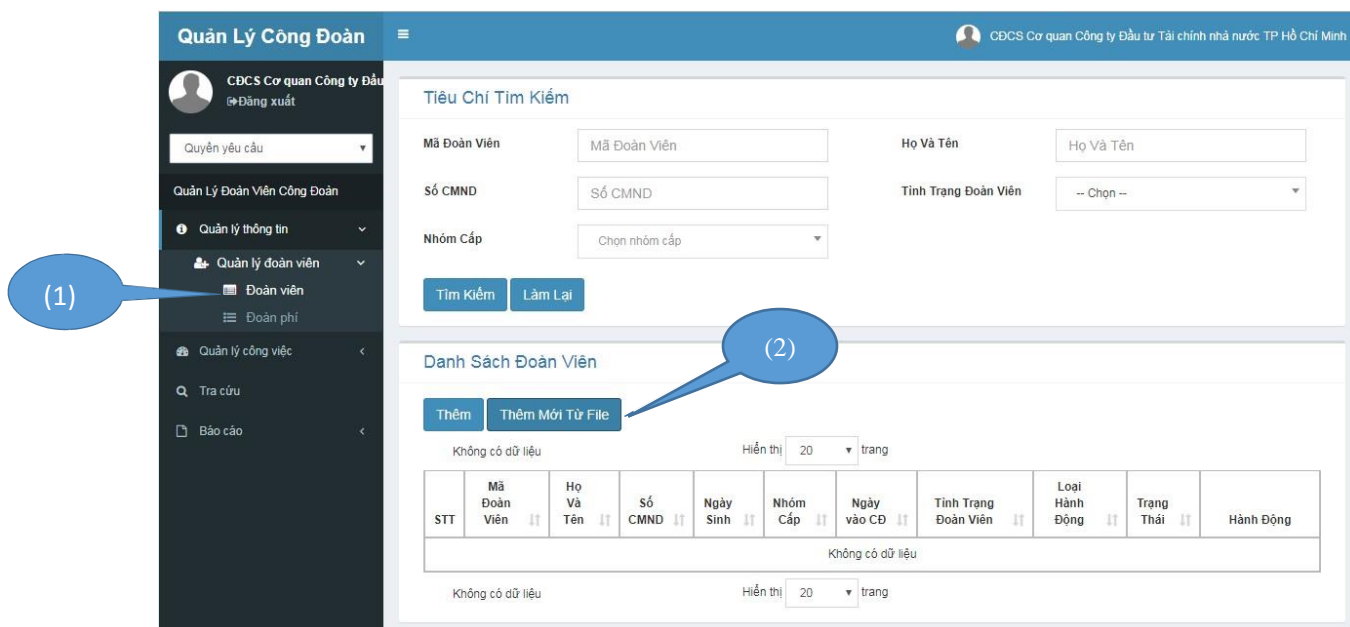 Quản Lý Công Đoàn
CĐCS Cơ quan Công ty Đầu tư Tài chính nhà nước TP Hồ Chí Minh
CĐCS Cơ quan Công ty Đầu
Đăng xuất
Quyền yêu cầu
Quản Lý Đoàn Viên Công Đoàn
Quản lý thông tin
Quản lý đoàn viên
Đoàn viên
Đoàn phí
Quản lý công việc
Tra cứu
Báo cáo
(1)
Tiêu Chí Tìm Kiếm
Mã Đoàn Viên Mã Đoàn Viên Họ Và Tên Họ Và Tên
Số CMND Số CMND Tình Trạng Đoàn Viên -- Chọn --
Nhóm Cấp Chọn nhóm cấp
Tìm Kiếm Làm Lại
(2)
Danh Sách Đoàn Viên
Thêm Thêm Mới Từ File
Không có dữ liệu Hiển thị 20 trang
STT Mã Đoàn Viên Họ Và Tên Số CMND Ngày Sinh Nhóm Cấp Ngày vào CĐ Tình Trạng Đoàn Viên Loại Hành Động Trạng Thái Hành Động
Không có dữ liệu
Không có dữ liệu Hiển thị 20 trang